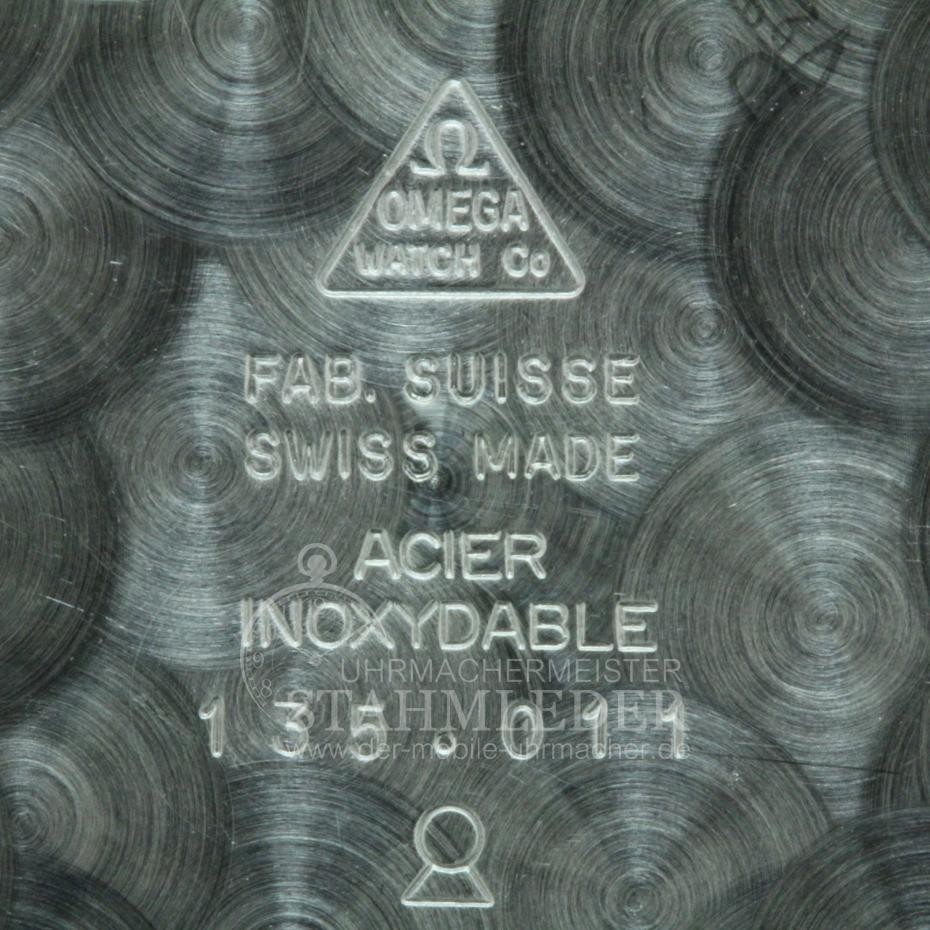 Ω
OMEGA
WATCH Co
FAB. SUISSE
SWISS MADE
ACIER
INOXYDABLE
UHRMACHERMEISTER
STAHMLEDER
135.011
www.der-mobile-uhrmacher.de